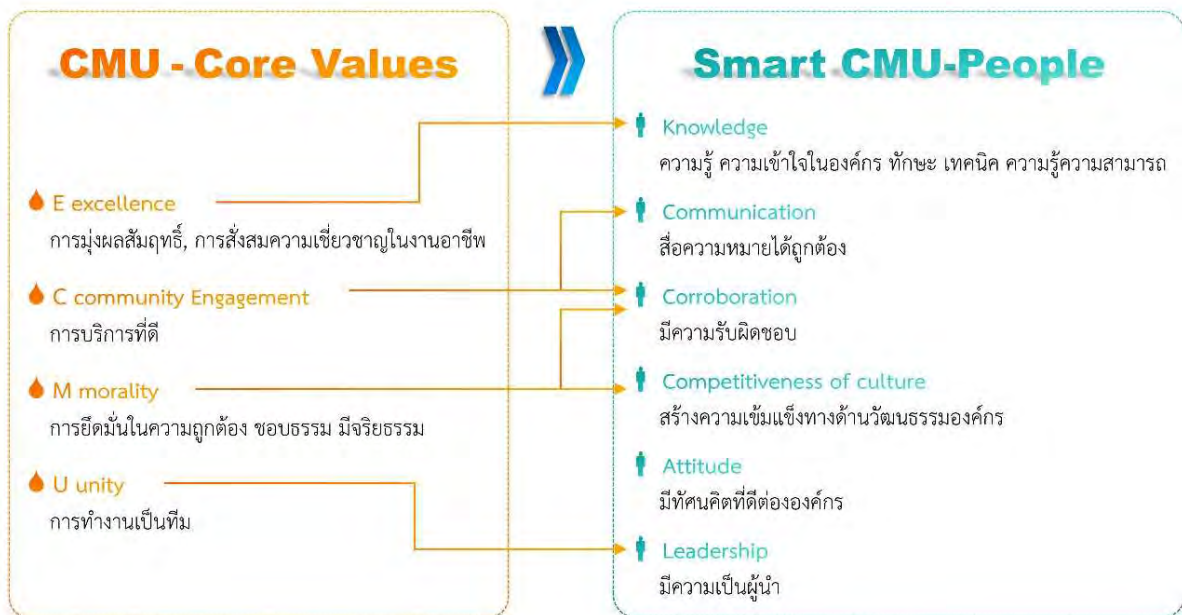 CMU - Core Values
E excellence
การมุ่งผลสัมฤทธิ์, การสั่งสมความเชี่ยวชาญในงานอาชีพ
C community Engagement
การบริการที่ดี
M morality
การยึดมั่นในความถูกต้อง ชอบธรรม มีจริยธรรม
U unity
การทำงานเป็นทีม
Smart CMU-People
Knowledge
ความรู้ ความเข้าใจในองค์กร ทักษะ เทคนิค ความรู้ความสามารถ
Communication
สื่อความหมายได้ถูกต้อง
Corroboration
มีความรับผิดชอบ
Competitiveness of culture
สร้างความเข้มแข็งทางด้านวัฒนธรรมองค์กร
Attitude
มีทัศนคิตที่ดีต่อองค์กร
Leadership
มีความเป็นผู้นำ